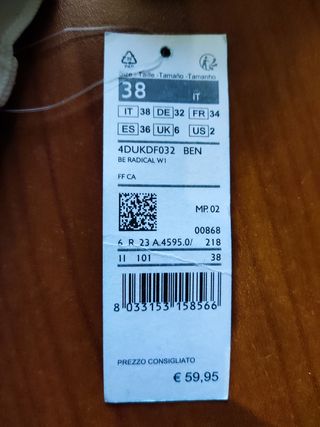 Size - Taille - Tamaño - Tamanho
38 IT
IT 38 DE 32 FR 34
ES 36 UK 6 US 2
4DUKDF032 BEN
BE RADICAL W1
FF CA
MP. 02
00868
6 R 23 A.4595.0/ 218
11 101 38
8 033153 158566
PREZZO CONSIGLIATO
€ 59,95